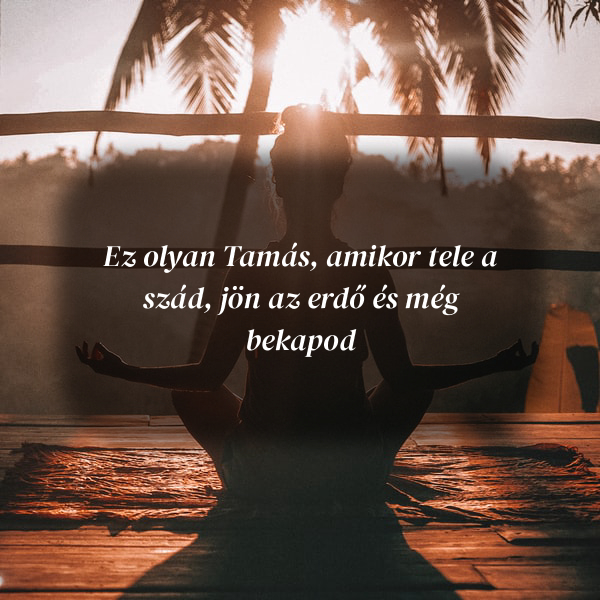 Ez olyan Tamás, amikor tele a
szád, jön az erdő és még
bekapod